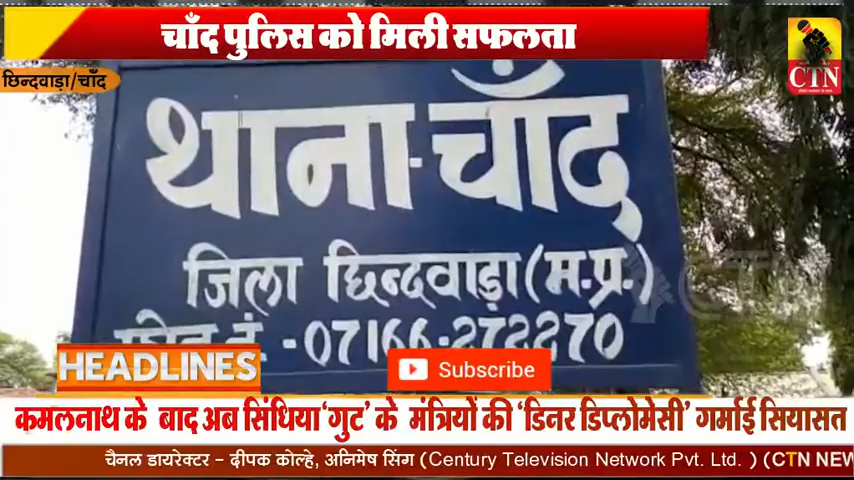 चाँद पुलिस को मिली सफलता
CTN
छिन्दवाड़ा/चाँद
थाना-चाँद
जिला छिन्दवाड़ा (म.प्र.)
फोन नं. -07166-272270
CTN
HEADLINES
Subscribe
कमलनाथ के बाद अब सिंधिया 'गुट' के मंत्रियों की 'डिनर डिप्लोमेसी' गर्माई सियासत
चैनल डायरेक्टर - दीपक कोल्हे, अनिमेष सिंग (Century Television Network Pvt. Ltd. ) (CTN NEW